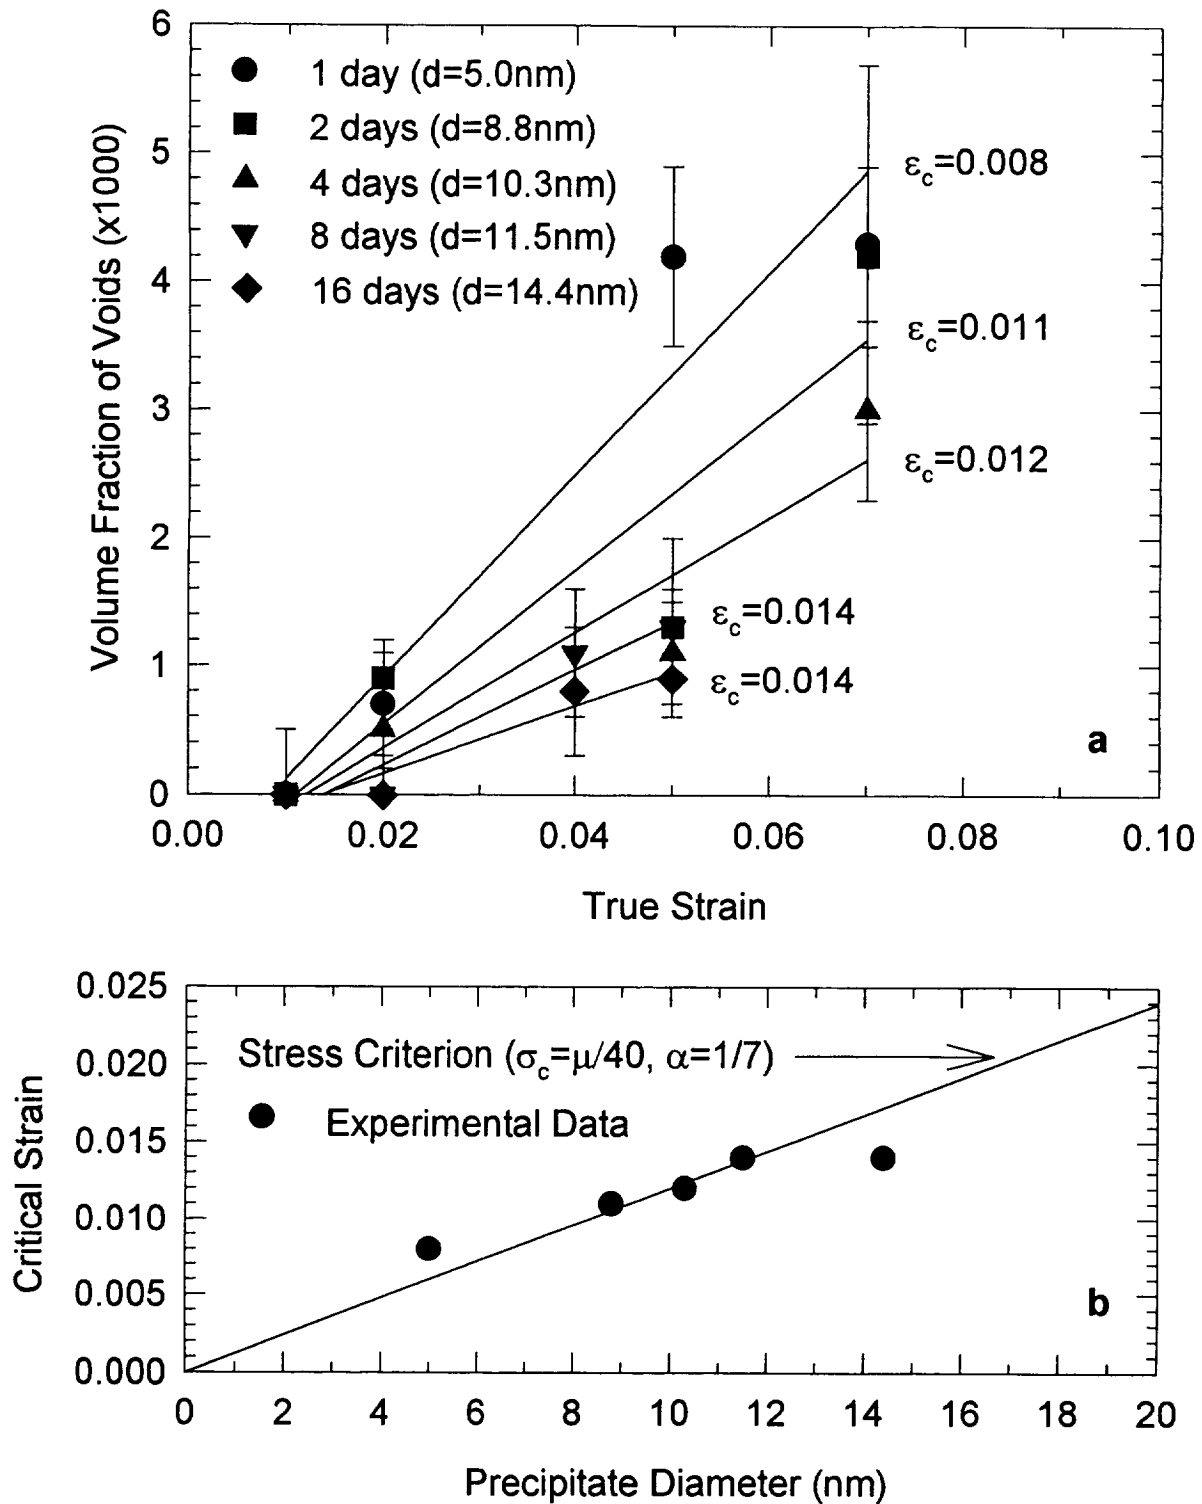 6
5
4
3
2
1
0
Volume Fraction of Voids (x1000)
1 day (d=5.0nm)
2 days (d=8.8nm)
4 days (d=10.3nm)
8 days (d=11.5nm)
16 days (d=14.4nm)
εc=0.008
εc=0.011
εc=0.012
εc=0.014
εc=0.014
a
0.00 0.02 0.04 0.06 0.08 0.10
True Strain
0.025
0.020
0.015
0.010
0.005
0.000
Critical Strain
Stress Criterion (σc=μ/40, α=1/7)
Experimental Data
b
0 2 4 6 8 10 12 14 16 18 20
Precipitate Diameter (nm)